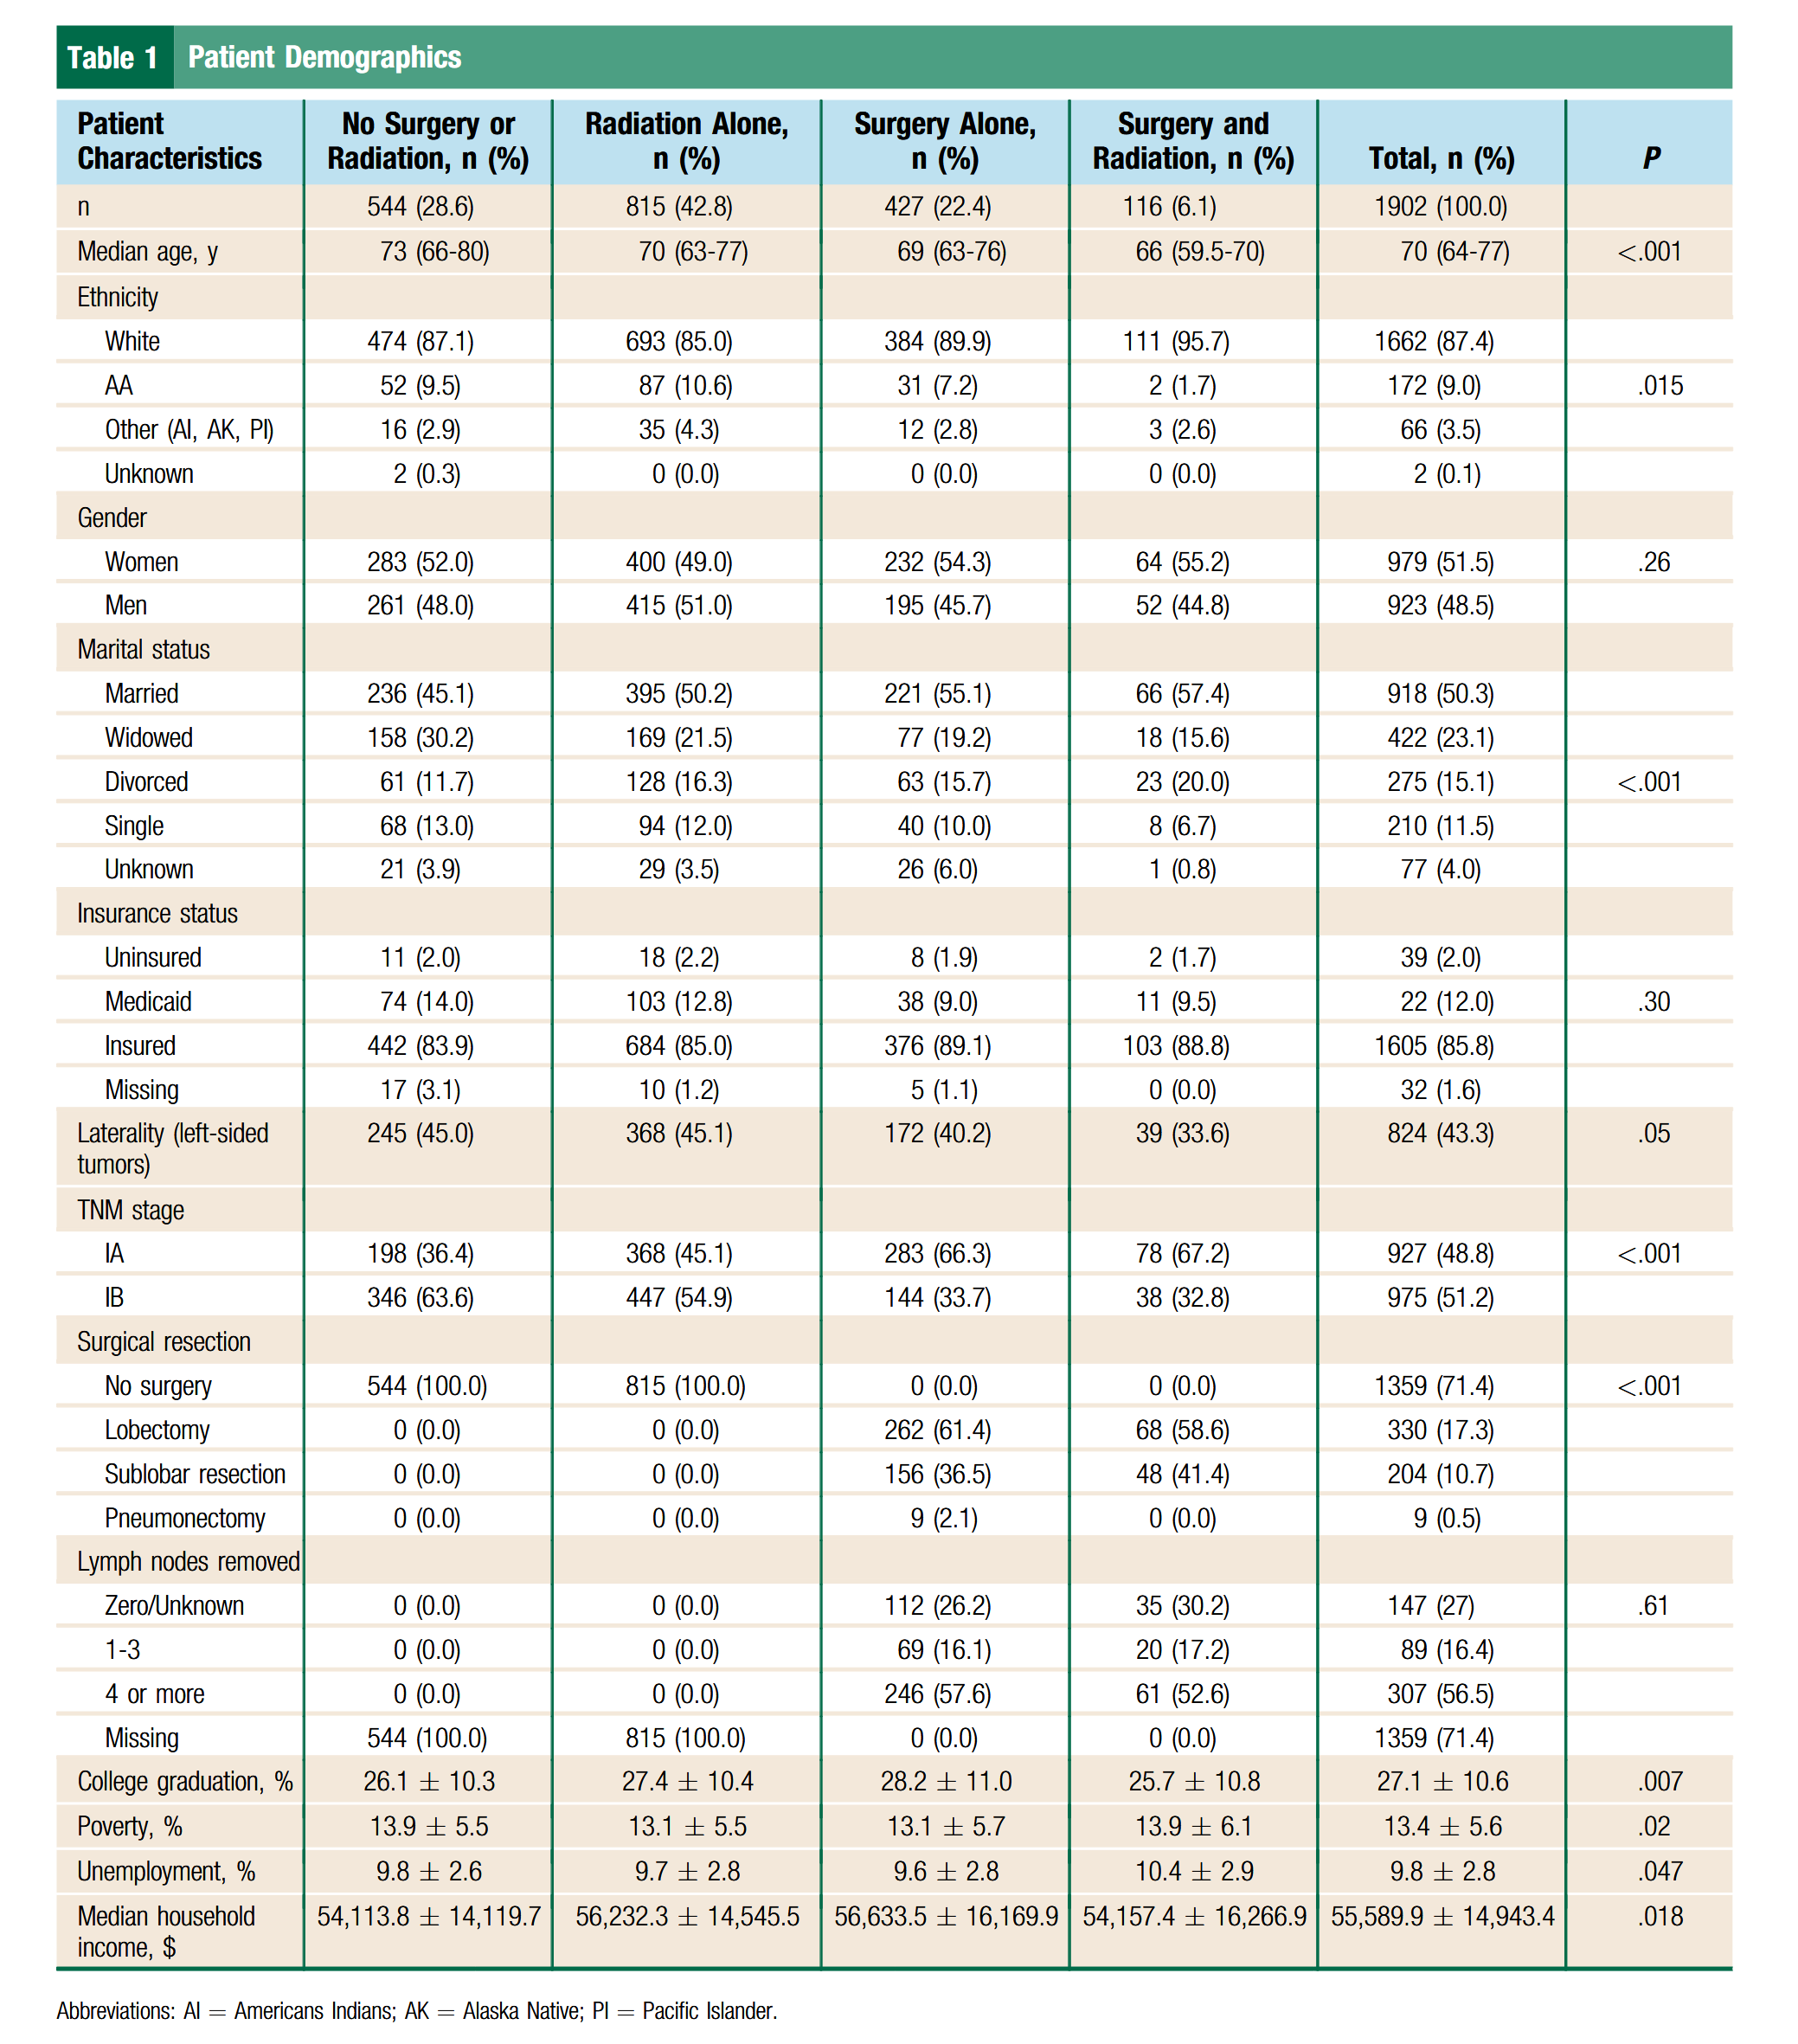 Table 1 Patient Demographics
Patient Characteristics No Surgery or Radiation, n (%) Radiation Alone, n (%) Surgery Alone, n (%) Surgery and Radiation, n (%) Total, n (%) P
n 544 (28.6) 815 (42.8) 427 (22.4) 116 (6.1) 1902 (100.0)
Median age, y 73 (66-80) 70 (63-77) 69 (63-76) 66 (59.5-70) 70 (64-77) <.001
Ethnicity
White 474 (87.1) 693 (85.0) 384 (89.9) 111 (95.7) 1662 (87.4)
AA 52 (9.5) 87 (10.6) 31 (7.2) 2 (1.7) 172 (9.0) .015
Other (AI, AK, PI) 16 (2.9) 35 (4.3) 12 (2.8) 3 (2.6) 66 (3.5)
Unknown 2 (0.3) 0 (0.0) 0 (0.0) 0 (0.0) 2 (0.1)
Gender
Women 283 (52.0) 400 (49.0) 232 (54.3) 64 (55.2) 979 (51.5) .26
Men 261 (48.0) 415 (51.0) 195 (45.7) 52 (44.8) 923 (48.5)
Marital status
Married 236 (45.1) 395 (50.2) 221 (55.1) 66 (57.4) 918 (50.3)
Widowed 158 (30.2) 169 (21.5) 77 (19.2) 18 (15.6) 422 (23.1)
Divorced 61 (11.7) 128 (16.3) 63 (15.7) 23 (20.0) 275 (15.1) <.001
Single 68 (13.0) 94 (12.0) 40 (10.0) 8 (6.7) 210 (11.5)
Unknown 21 (3.9) 29 (3.5) 26 (6.0) 1 (0.8) 77 (4.0)
Insurance status
Uninsured 11 (2.0) 18 (2.2) 8 (1.9) 2 (1.7) 39 (2.0)
Medicaid 74 (14.0) 103 (12.8) 38 (9.0) 11 (9.5) 22 (12.0) .30
Insured 442 (83.9) 684 (85.0) 376 (89.1) 103 (88.8) 1605 (85.8)
Missing 17 (3.1) 10 (1.2) 5 (1.1) 0 (0.0) 32 (1.6)
Laterality (left-sided tumors) 245 (45.0) 368 (45.1) 172 (40.2) 39 (33.6) 824 (43.3) .05
TNM stage
IA 198 (36.4) 368 (45.1) 283 (66.3) 78 (67.2) 927 (48.8) <.001
IB 346 (63.6) 447 (54.9) 144 (33.7) 38 (32.8) 975 (51.2)
Surgical resection
No surgery 544 (100.0) 815 (100.0) 0 (0.0) 0 (0.0) 1359 (71.4) <.001
Lobectomy 0 (0.0) 0 (0.0) 262 (61.4) 68 (58.6) 330 (17.3)
Sublobar resection 0 (0.0) 0 (0.0) 156 (36.5) 48 (41.4) 204 (10.7)
Pneumonectomy 0 (0.0) 0 (0.0) 9 (2.1) 0 (0.0) 9 (0.5)
Lymph nodes removed
Zero/Unknown 0 (0.0) 0 (0.0) 112 (26.2) 35 (30.2) 147 (27) .61
1-3 0 (0.0) 0 (0.0) 69 (16.1) 20 (17.2) 89 (16.4)
4 or more 0 (0.0) 0 (0.0) 246 (57.6) 61 (52.6) 307 (56.5)
Missing 544 (100.0) 815 (100.0) 0 (0.0) 0 (0.0) 1359 (71.4)
College graduation, % 26.1 ± 10.3 27.4 ± 10.4 28.2 ± 11.0 25.7 ± 10.8 27.1 ± 10.6 .007
Poverty, % 13.9 ± 5.5 13.1 ± 5.5 13.1 ± 5.7 13.9 ± 6.1 13.4 ± 5.6 .02
Unemployment, % 9.8 ± 2.6 9.7 ± 2.8 9.6 ± 2.8 10.4 ± 2.9 9.8 ± 2.8 .047
Median household income, $ 54,113.8 ± 14,119.7 56,232.3 ± 14,545.5 56,633.5 ± 16,169.9 54,157.4 ± 16,266.9 55,589.9 ± 14,943.4 .018
Abbreviations: AI = Americans Indians; AK = Alaska Native; PI = Pacific Islander.